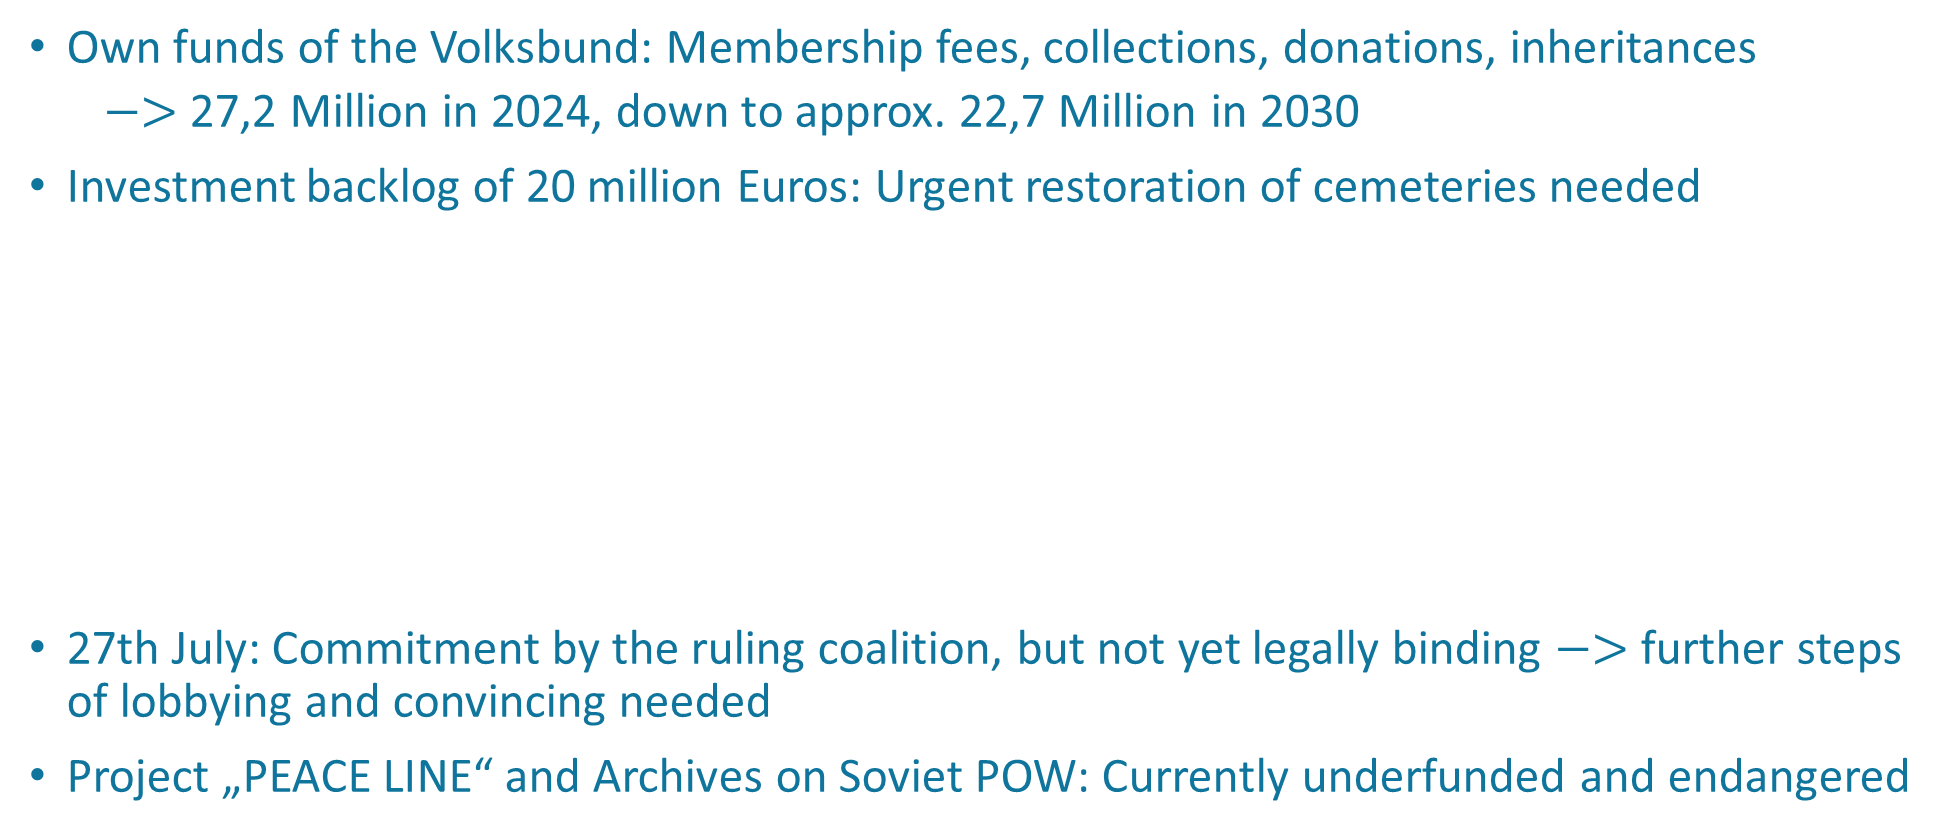 • Own funds of the Volksbund: Membership fees, collections, donations, inheritances
—> 27,2 Million in 2024, down to approx. 22,7 Million in 2030
• Investment backlog of 20 million Euros: Urgent restoration of cemeteries needed
• 27th July: Commitment by the ruling coalition, but not yet legally binding —> further steps
of lobbying and convincing needed
• Project „PEACE LINE“ and Archives on Soviet POW: Currently underfunded and endangered